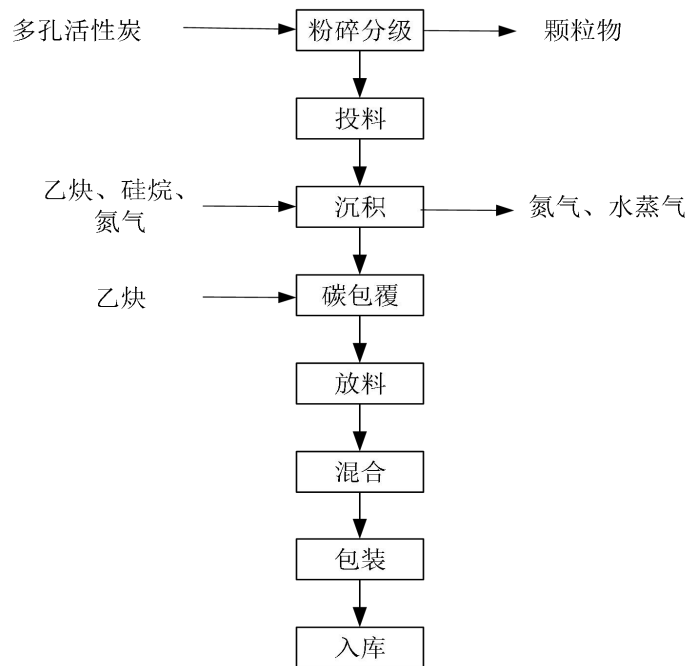 多孔活性炭
粉碎分级
颗粒物
投料
乙炔、硅烷、
氮气
沉积
氮气、水蒸气
乙炔
碳包覆
放料
混合
包装
入库